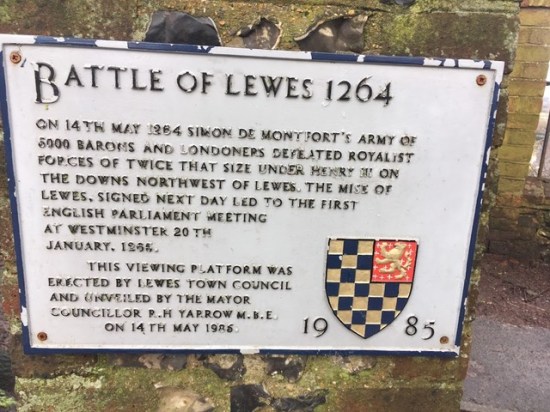 BATTLE OF LEWES 1264
ON 14TH MAY 1264 SIMON DE MONTFORT'S ARMY OF
5000 BARONS AND LONDONERS DEFEATED ROYALIST
FORCES OF TWICE THAT SIZE UNDER HENRY III ON
THE DOWNS NORTHWEST OF LEWES. THE MISE OF
LEWES, SIGNED NEXT DAY LED TO THE FIRST
ENGLISH PARLIAMENT MEETING
AT WESTMINSTER 20 TH
JANUARY, 1265.
THIS VIEWING PLATFORM WAS
ERECTED BY LEWES TOWN COUNCIL
AND UNVEILED BY THE MAYOR
COUNCILLOR R.H YARROW M.B.E.
ON 14TH MAY 1985.
19 85